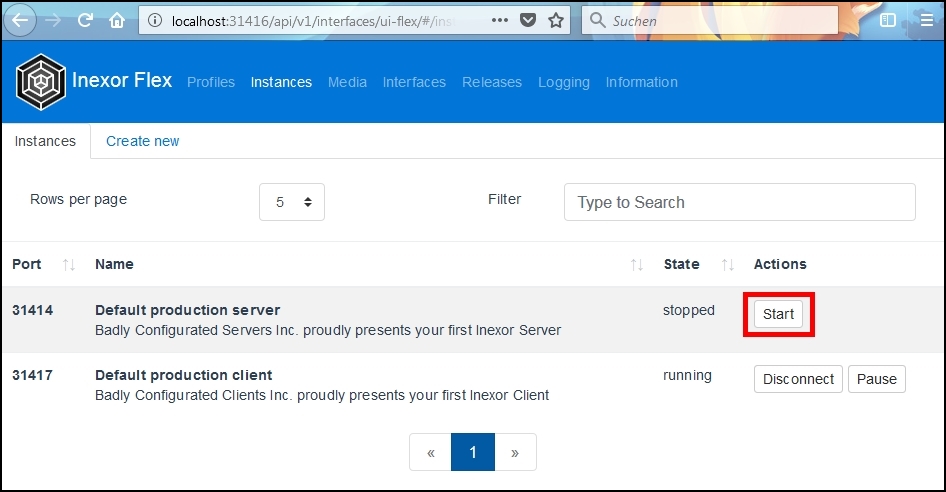 localhost:31416/api/v1/interfaces/ui-flex/#/ins
Suchen
Inexor Flex Profiles Instances Media Interfaces Releases Logging Information
Instances Create new
Rows per page 5 Filter Type to Search
Port Name State Actions
31414 Default production server stopped Start
Badly Configurated Servers Inc. proudly presents your first Inexor Server
31417 Default production client running Disconnect Pause
Badly Configurated Clients Inc. proudly presents your first Inexor Client
« 1 »